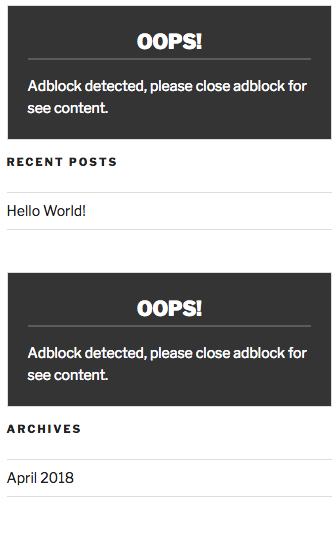 OOPS!
Adblock detected, please close adblock for
see content.
RECENT POSTS
Hello World!
OOPS!
Adblock detected, please close adblock for
see content.
ARCHIVES
April 2018